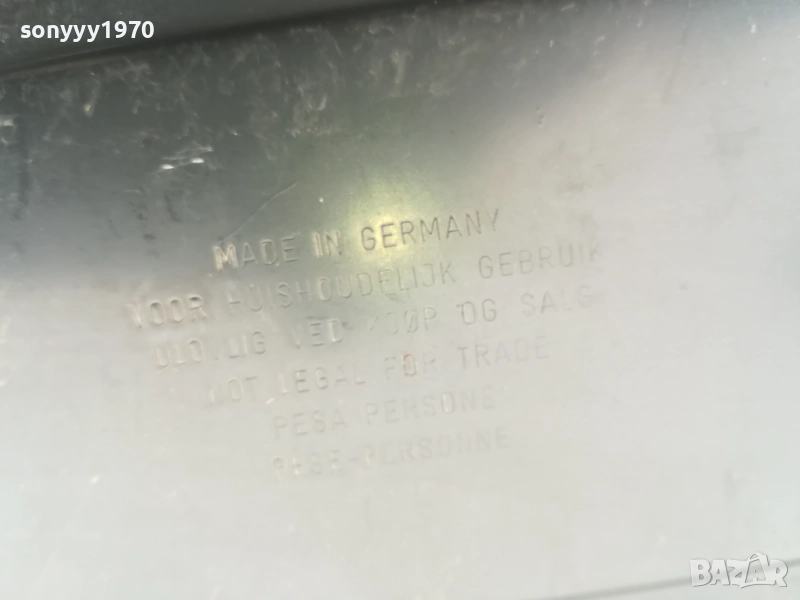 sonyyy1970
MADE IN GERMANY
VOOR HUISHOUDELIJK GEBRUIK
ULOVLIG VED KØØP OG SALG
NOT LEGAL FOR TRADE
PESA PERSONE
PESE-PERSONNE
BAZAR